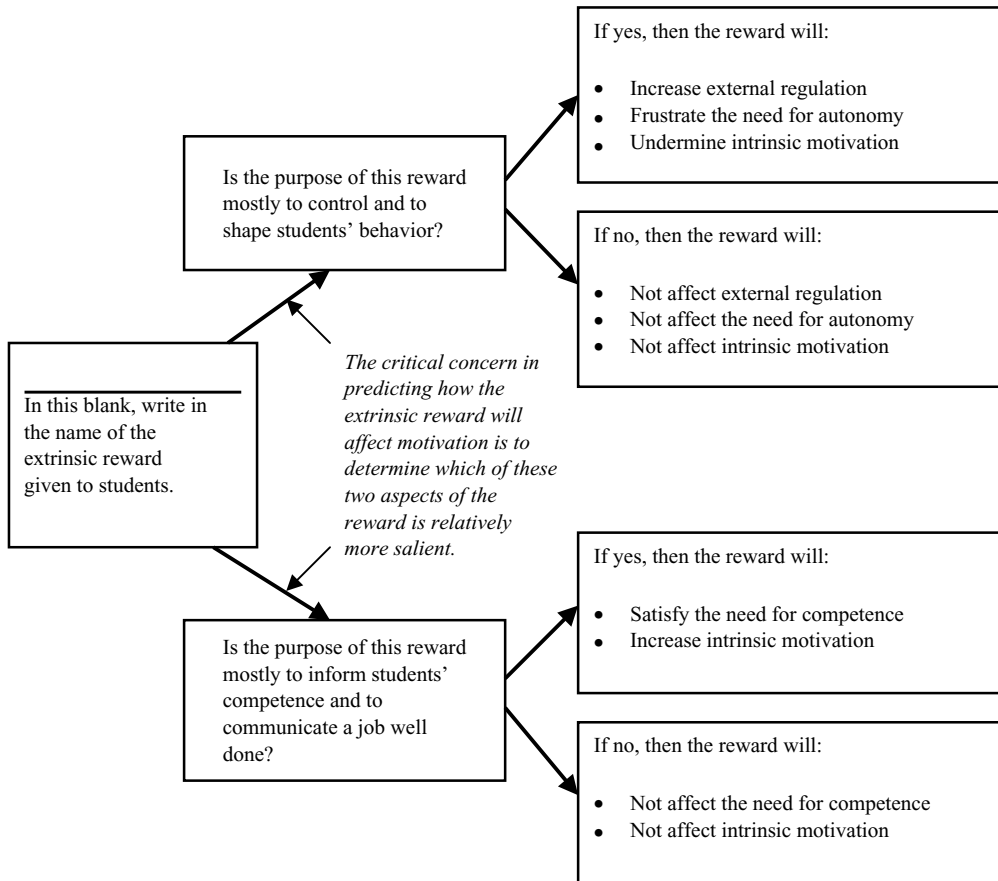 In this blank, write in
the name of the
extrinsic reward
given to students.
Is the purpose of this reward
mostly to control and to
shape students’ behavior?
If yes, then the reward will:
• Increase external regulation
• Frustrate the need for autonomy
• Undermine intrinsic motivation
If no, then the reward will:
• Not affect external regulation
• Not affect the need for autonomy
• Not affect intrinsic motivation
The critical concern in
predicting how the
extrinsic reward will
affect motivation is to
determine which of these
two aspects of the
reward is relatively
more salient.
Is the purpose of this reward
mostly to inform students’
competence and to
communicate a job well
done?
If yes, then the reward will:
• Satisfy the need for competence
• Increase intrinsic motivation
If no, then the reward will:
• Not affect the need for competence
• Not affect intrinsic motivation